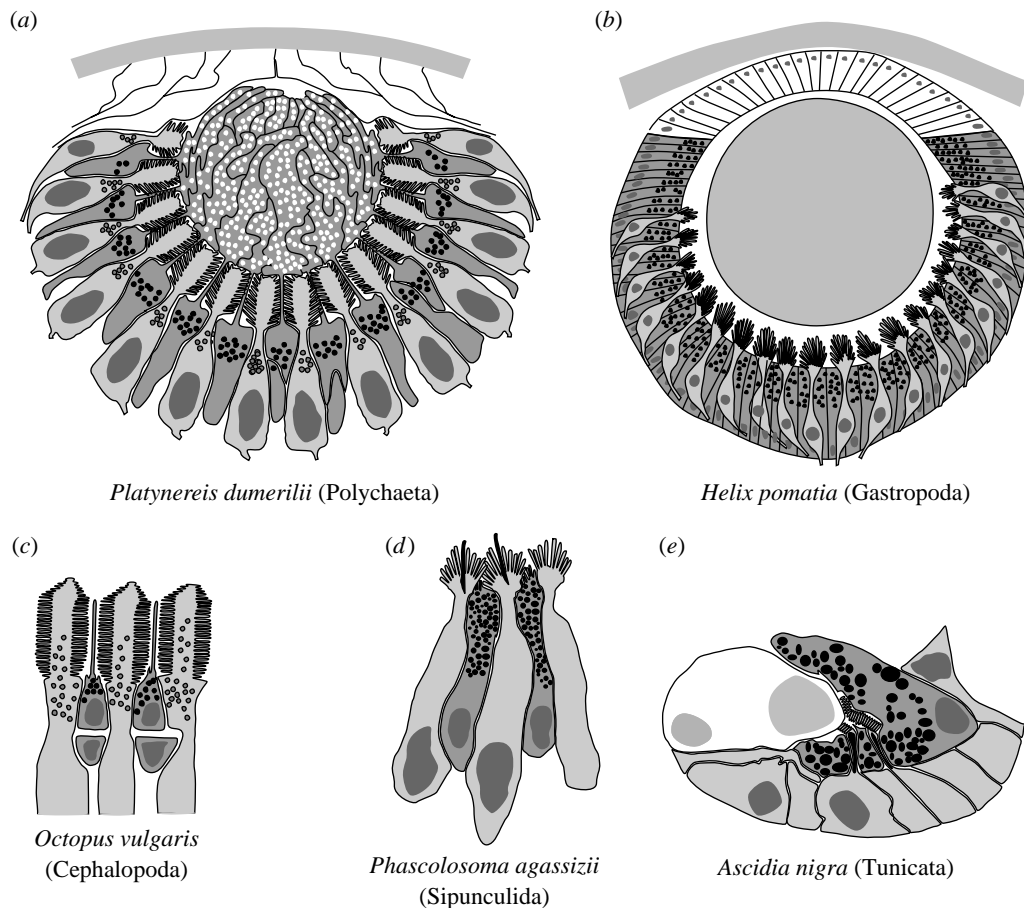 (a)
(b)
Platynereis dumerilii (Polychaeta)
Helix pomatia (Gastropoda)
(c)
(d)
(e)
Octopus vulgaris
(Cephalopoda)
Phascolosoma agassizii
(Sipunculida)
Ascidia nigra (Tunicata)